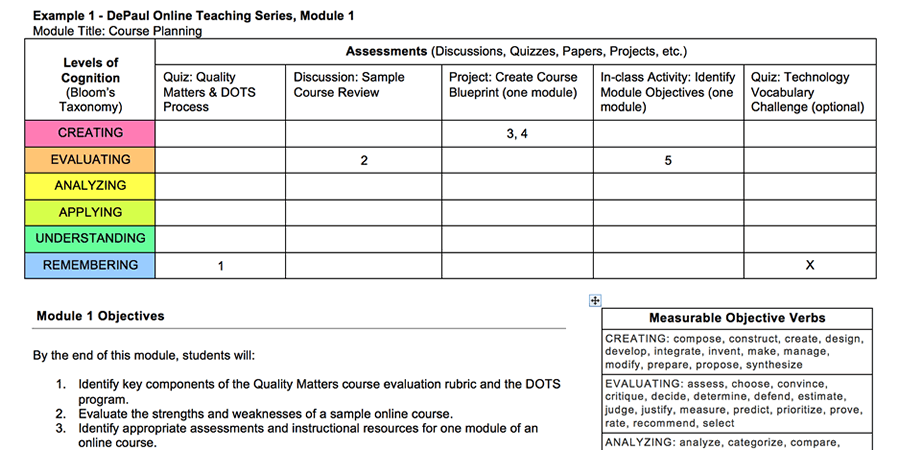 Example 1 - DePaul Online Teaching Series, Module 1
Module Title: Course Planning
Levels of
Cognition
(Bloom's
Taxonomy)
Assessments (Discussions, Quizzes, Papers, Projects, etc.)
Quiz: Quality
Matters & DOTS
Process
Discussion: Sample
Course Review
Project: Create Course
Blueprint (one module)
In-class Activity: Identify
Module Objectives (one
module)
Quiz: Technology
Vocabulary
Challenge (optional)
CREATING
3, 4
EVALUATING
2
5
ANALYZING
APPLYING
UNDERSTANDING
REMEMBERING
1
X
Module 1 Objectives
By the end of this module, students will:
1. Identify key components of the Quality Matters course evaluation rubric and the DOTS
program.
2. Evaluate the strengths and weaknesses of a sample online course.
3. Identify appropriate assessments and instructional resources for one module of an
online course.
Measurable Objective Verbs
CREATING: compose, construct, create, design,
develop, integrate, invent, make, manage,
modify, prepare, propose, synthesize
EVALUATING: assess, choose, convince,
critique, decide, determine, defend, estimate,
judge, justify, measure, predict, prioritize, prove,
rate, recommend, select
ANALYZING: analyze, categorize, compare,